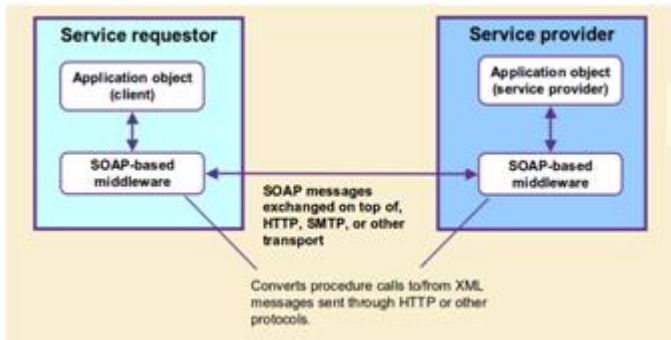 Service requestor
Application object
(client)
SOAP-based
middleware
Service provider
Application object
(service provider)
SOAP-based
middleware
SOAP messages
exchanged on top of,
HTTP, SMTP, or other
transport
Converts procedure calls to/from XML
messages sent through HTTP or other
protocols.